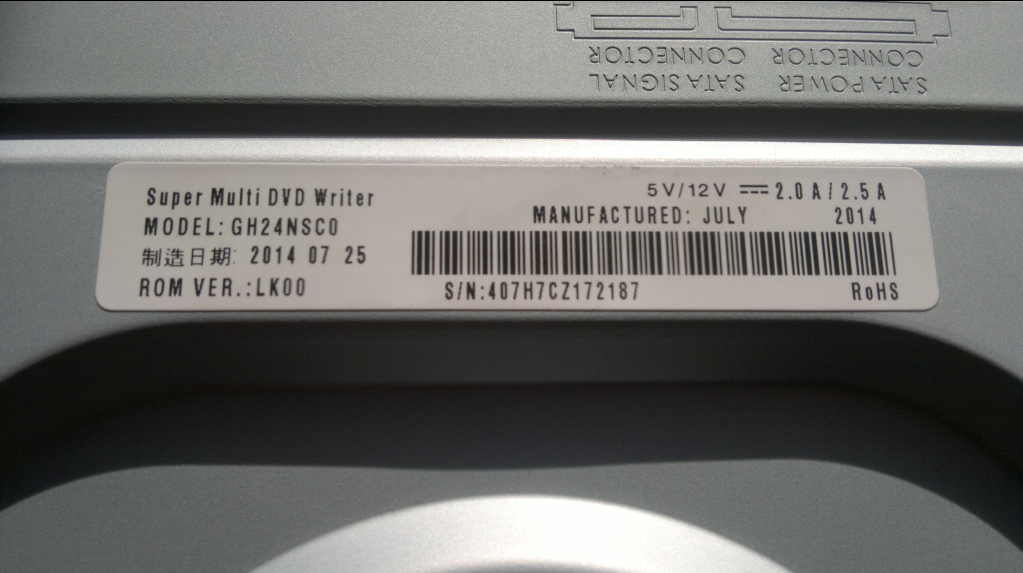 SATA POWER CONNECTOR
SATA SIGNAL CONNECTOR
Super Multi DVD Writer
MODEL: GH24NSC0
制造日期: 2014 07 25
ROM VER.:LK00
5V/12V ⎓ 2.0 A / 2.5 A
MANUFACTURED: JULY 2014
S/N:407H7CZ172187
RoHS